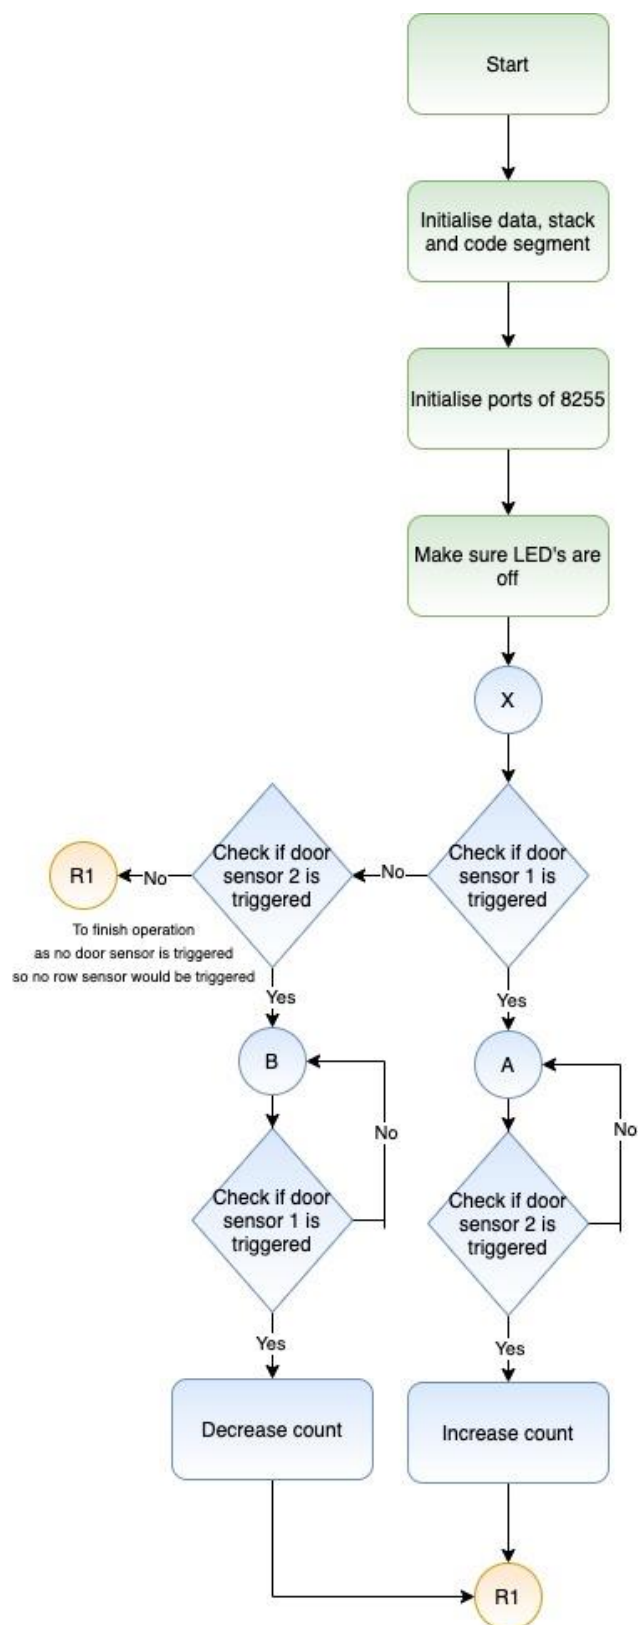 Start
Initialise data, stack
and code segment
Initialise ports of 8255
Make sure LED's are
off
X
Check if door
sensor 1 is
triggered
No
Check if door
sensor 2 is
triggered
No
R1
To finish operation
as no door sensor is triggered
so no row sensor would be triggered
Yes
Yes
B
A
No
No
Check if door
sensor 1 is
triggered
Check if door
sensor 2 is
triggered
Yes
Yes
Decrease count
Increase count
R1